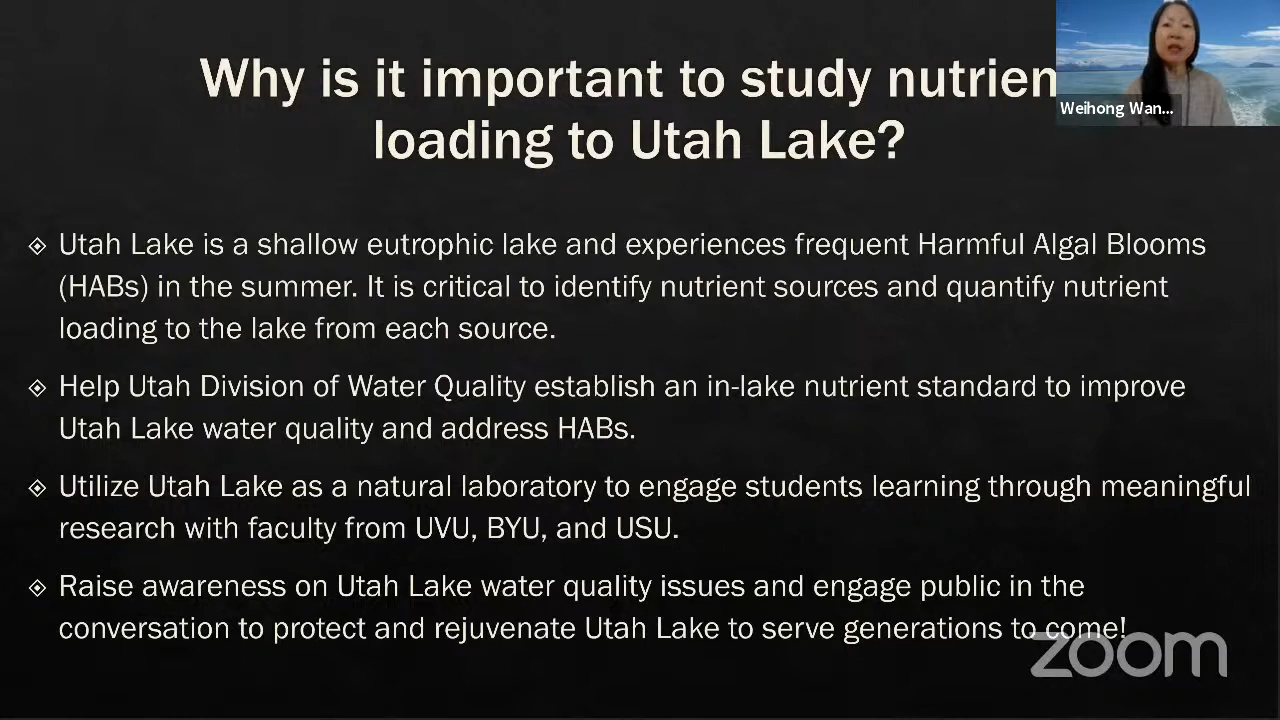 Why is it important to study nutrien
loading to Utah Lake?
Weihong Wan...
Utah Lake is a shallow eutrophic lake and experiences frequent Harmful Algal Blooms
(HABs) in the summer. It is critical to identify nutrient sources and quantify nutrient
loading to the lake from each source.
Help Utah Division of Water Quality establish an in-lake nutrient standard to improve
Utah Lake water quality and address HABs.
Utilize Utah Lake as a natural laboratory to engage students learning through meaningful
research with faculty from UVU, BYU, and USU.
Raise awareness on Utah Lake water quality issues and engage public in the
conversation to protect and rejuvenate Utah Lake to serve generations to come!
zoom